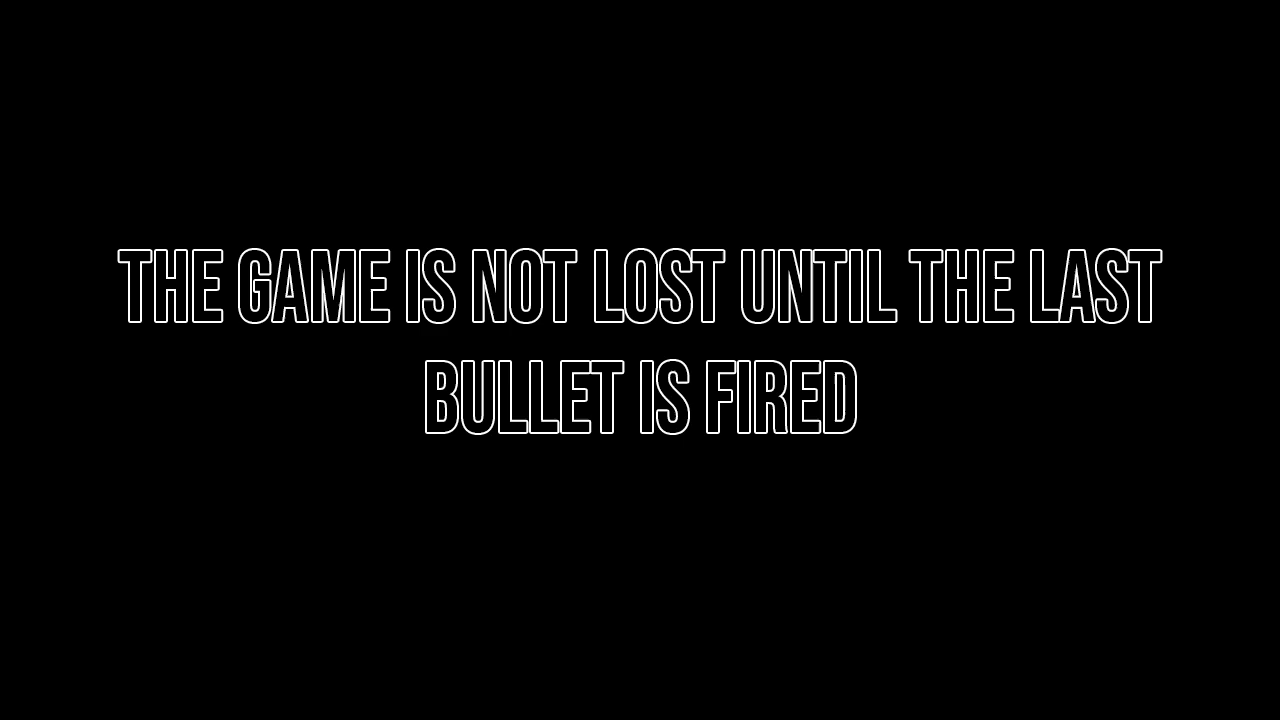 THE GAME IS NOT LOST UNTIL THE LAST
BULLET IS FIRED